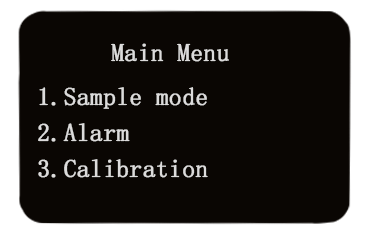 Main Menu
1. Sample mode
2. Alarm
3. Calibration